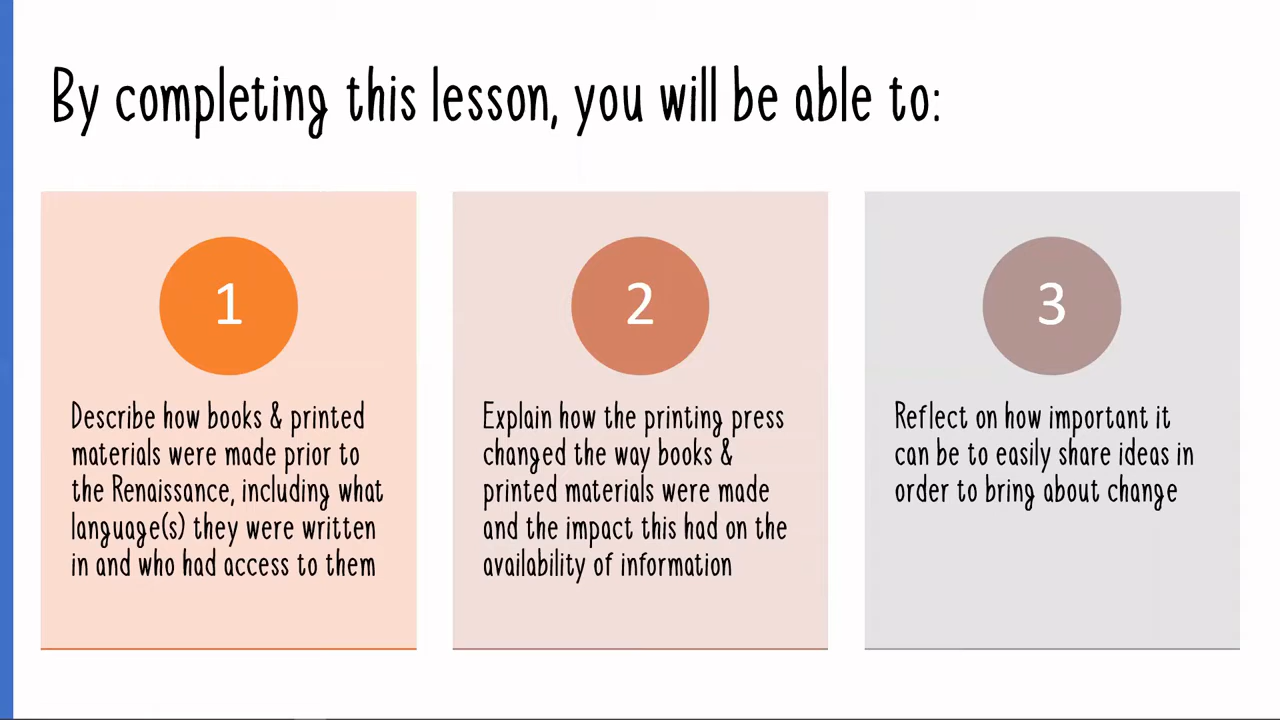 By completing this lesson, you will be able to:
1
Describe how books & printed
materials were made prior to
the Renaissance, including what
language(s) they were written
in and who had access to them
2
Explain how the printing press
changed the way books &
printed materials were made
and the impact this had on the
availability of information
3
Reflect on how important it
can be to easily share ideas in
order to bring about change